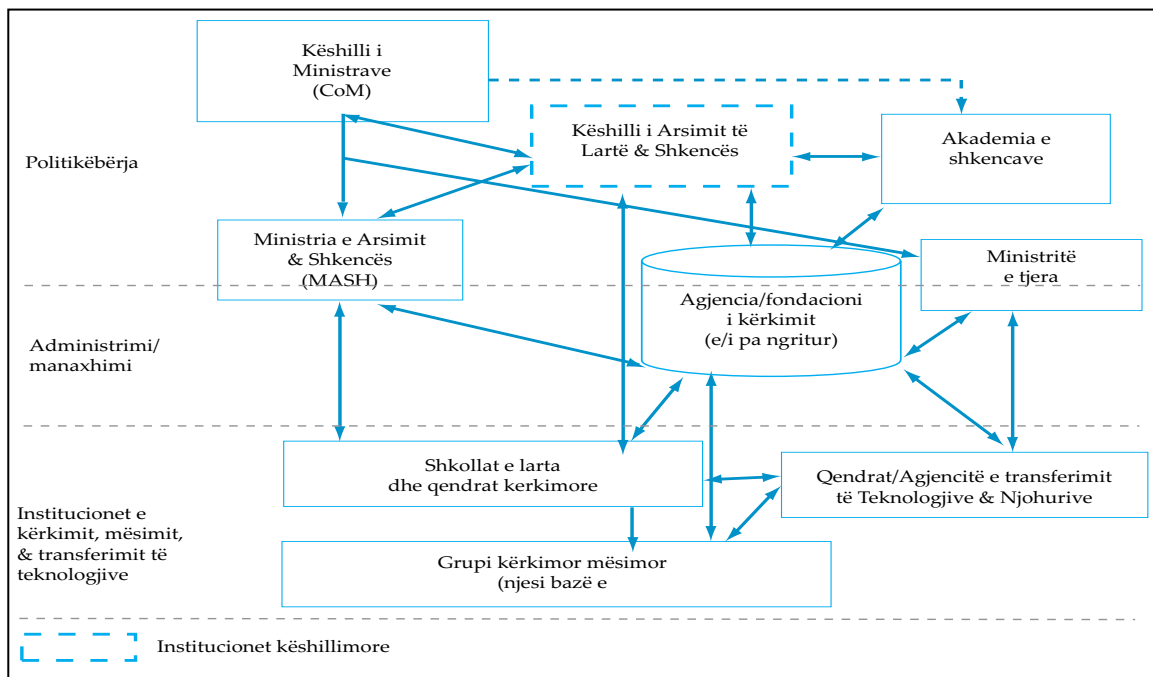 Këshilli i
Ministrave
(CoM)
Këshilli i Arsimit të
Lartë & Shkencës
Akademia e
shkencave
Politikëbërja
Ministria e Arsimit
& Shkencës
(MASH)
Ministritë
e tjera
Agjencia/fondacioni
i kërkimit
(e/i pa ngritur)
Administrimi/
manaxhimi
Shkollat e larta
dhe qendrat kerkimore
Qendrat/Agjencitë e transferimit
të Teknologjive & Njohurive
Institucionet e
kërkimit, mësimit,
& transferimit të
teknologjive
Grupi kërkimor mësimor
(njesi bazë e
Institucionet këshillimore